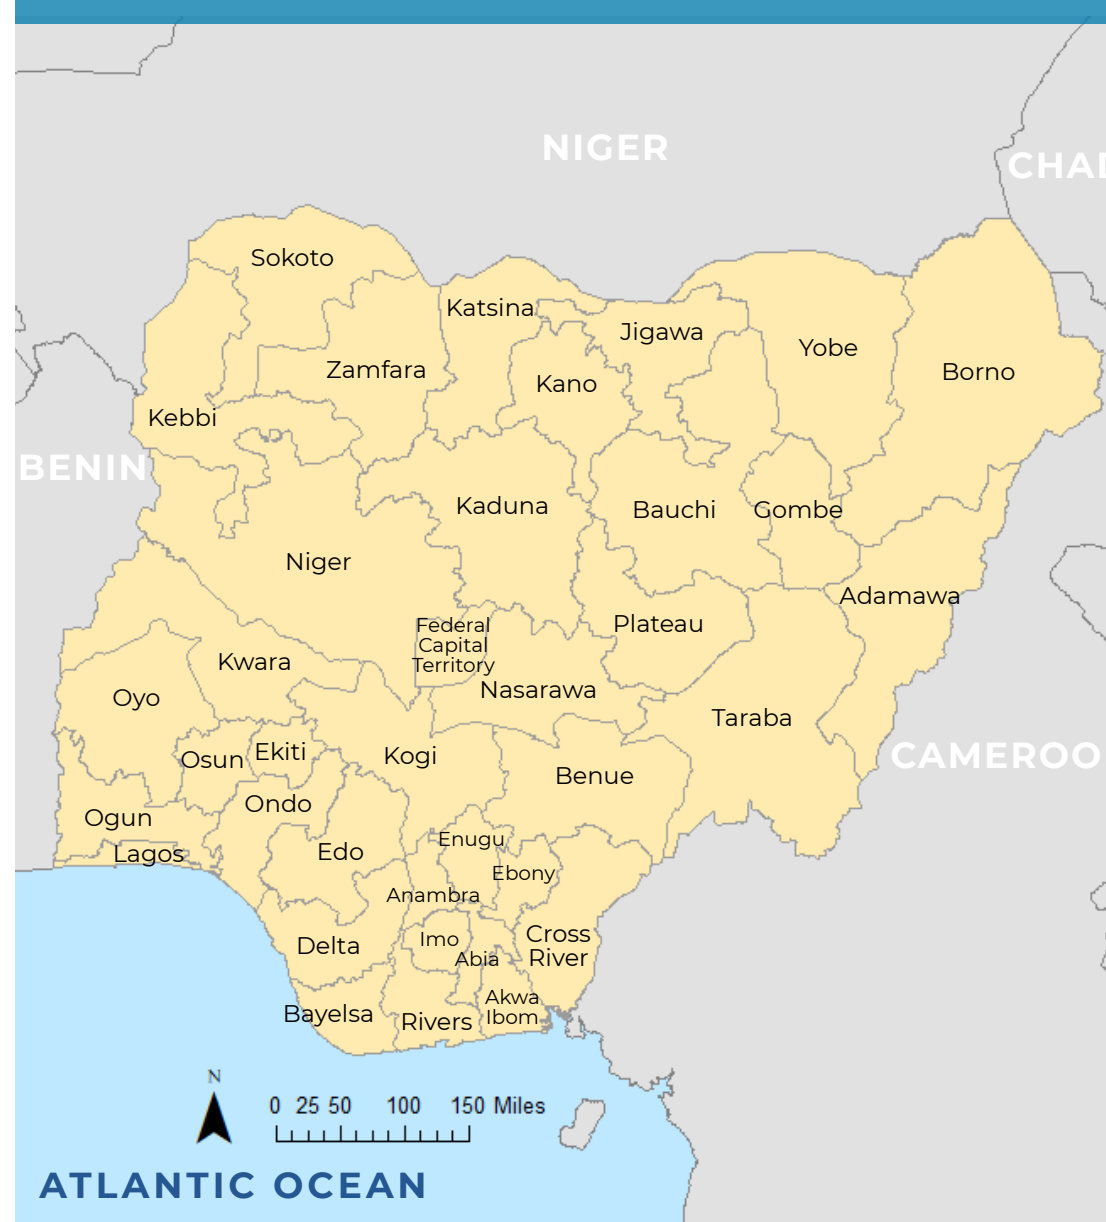 NIGER
CHAD
Sokoto
Katsina
Jigawa
Yobe
Zamfara
Kano
Borno
Kebbi
BENIN
Kaduna
Bauchi
Gombe
Niger
Adamawa
Federal
Capital
Territory
Plateau
Kwara
Nasarawa
Oyo
Taraba
Osun
Ekiti
Kogi
Benue
CAMEROO
Ondo
Ogun
Enugu
Lagos
Edo
Ebony
Anambra
Delta
Imo
Abia
Cross
River
Bayelsa
Rivers
Akwa
Ibom
N
0 25 50 100 150 Miles
ATLANTIC OCEAN